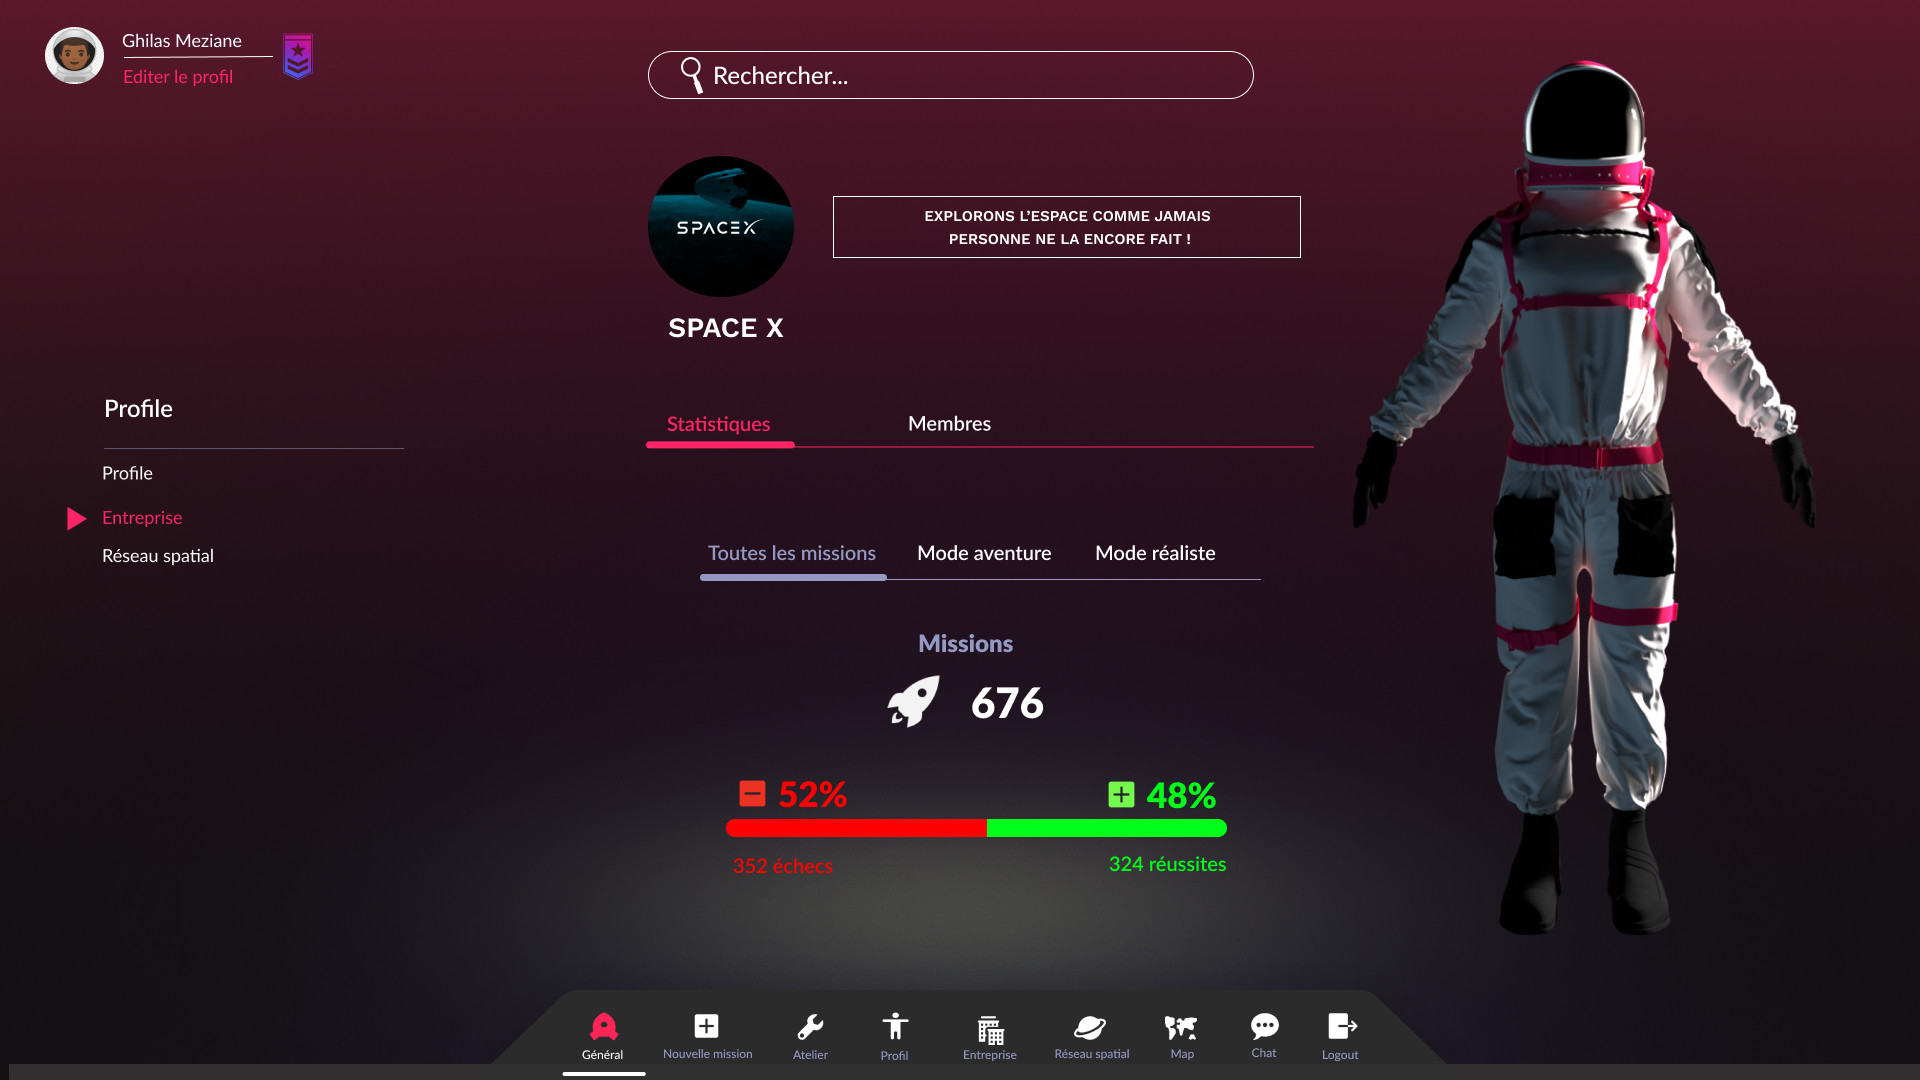 Ghilas Meziane
Editer le profil
Rechercher...
SPACEX
EXPLORONS L'ESPACE COMME JAMAIS
PERSONNE NE LA ENCORE FAIT !
SPACE X
Profile
Profile
Entreprise
Réseau spatial
Statistiques
Membres
Toutes les missions
Mode aventure
Mode réaliste
Missions
676
52%
48%
352 échecs
324 réussites
Général
Nouvelle mission
Atelier
Profil
Entreprise
Réseau spatial
Map
Chat
Logout